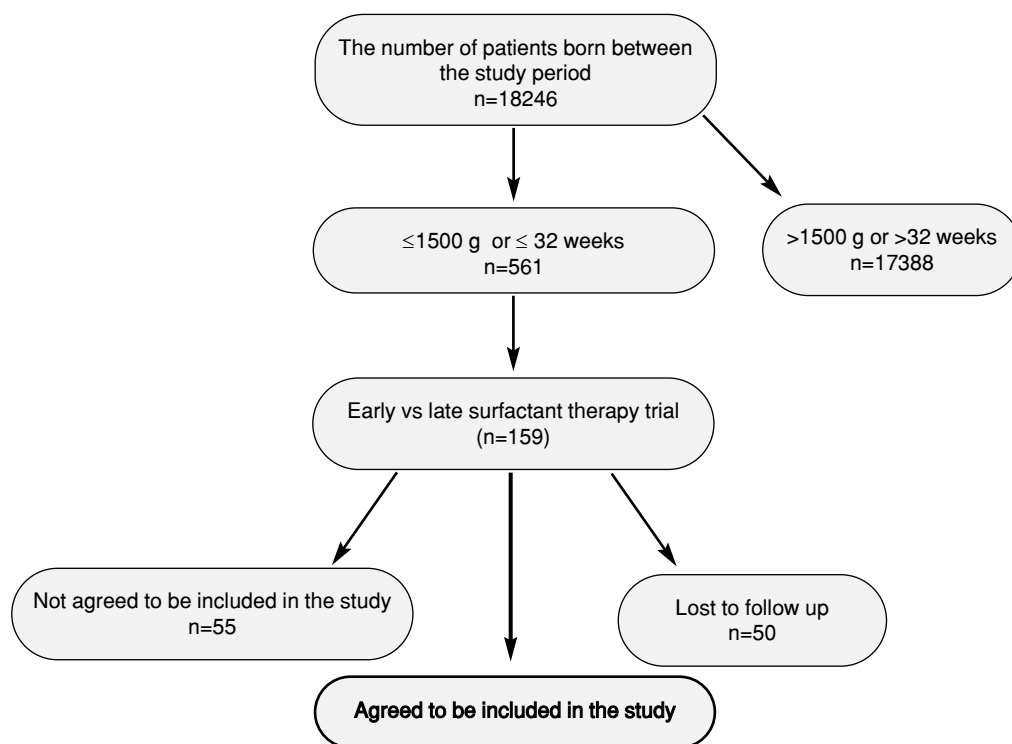 The number of patients born between
the study period
n=18246
≤1500 g or ≤ 32 weeks
n=561
>1500 g or >32 weeks
n=17388
Early vs late surfactant therapy trial
(n=159)
Not agreed to be included in the study
n=55
Lost to follow up
n=50
Agreed to be included in the study